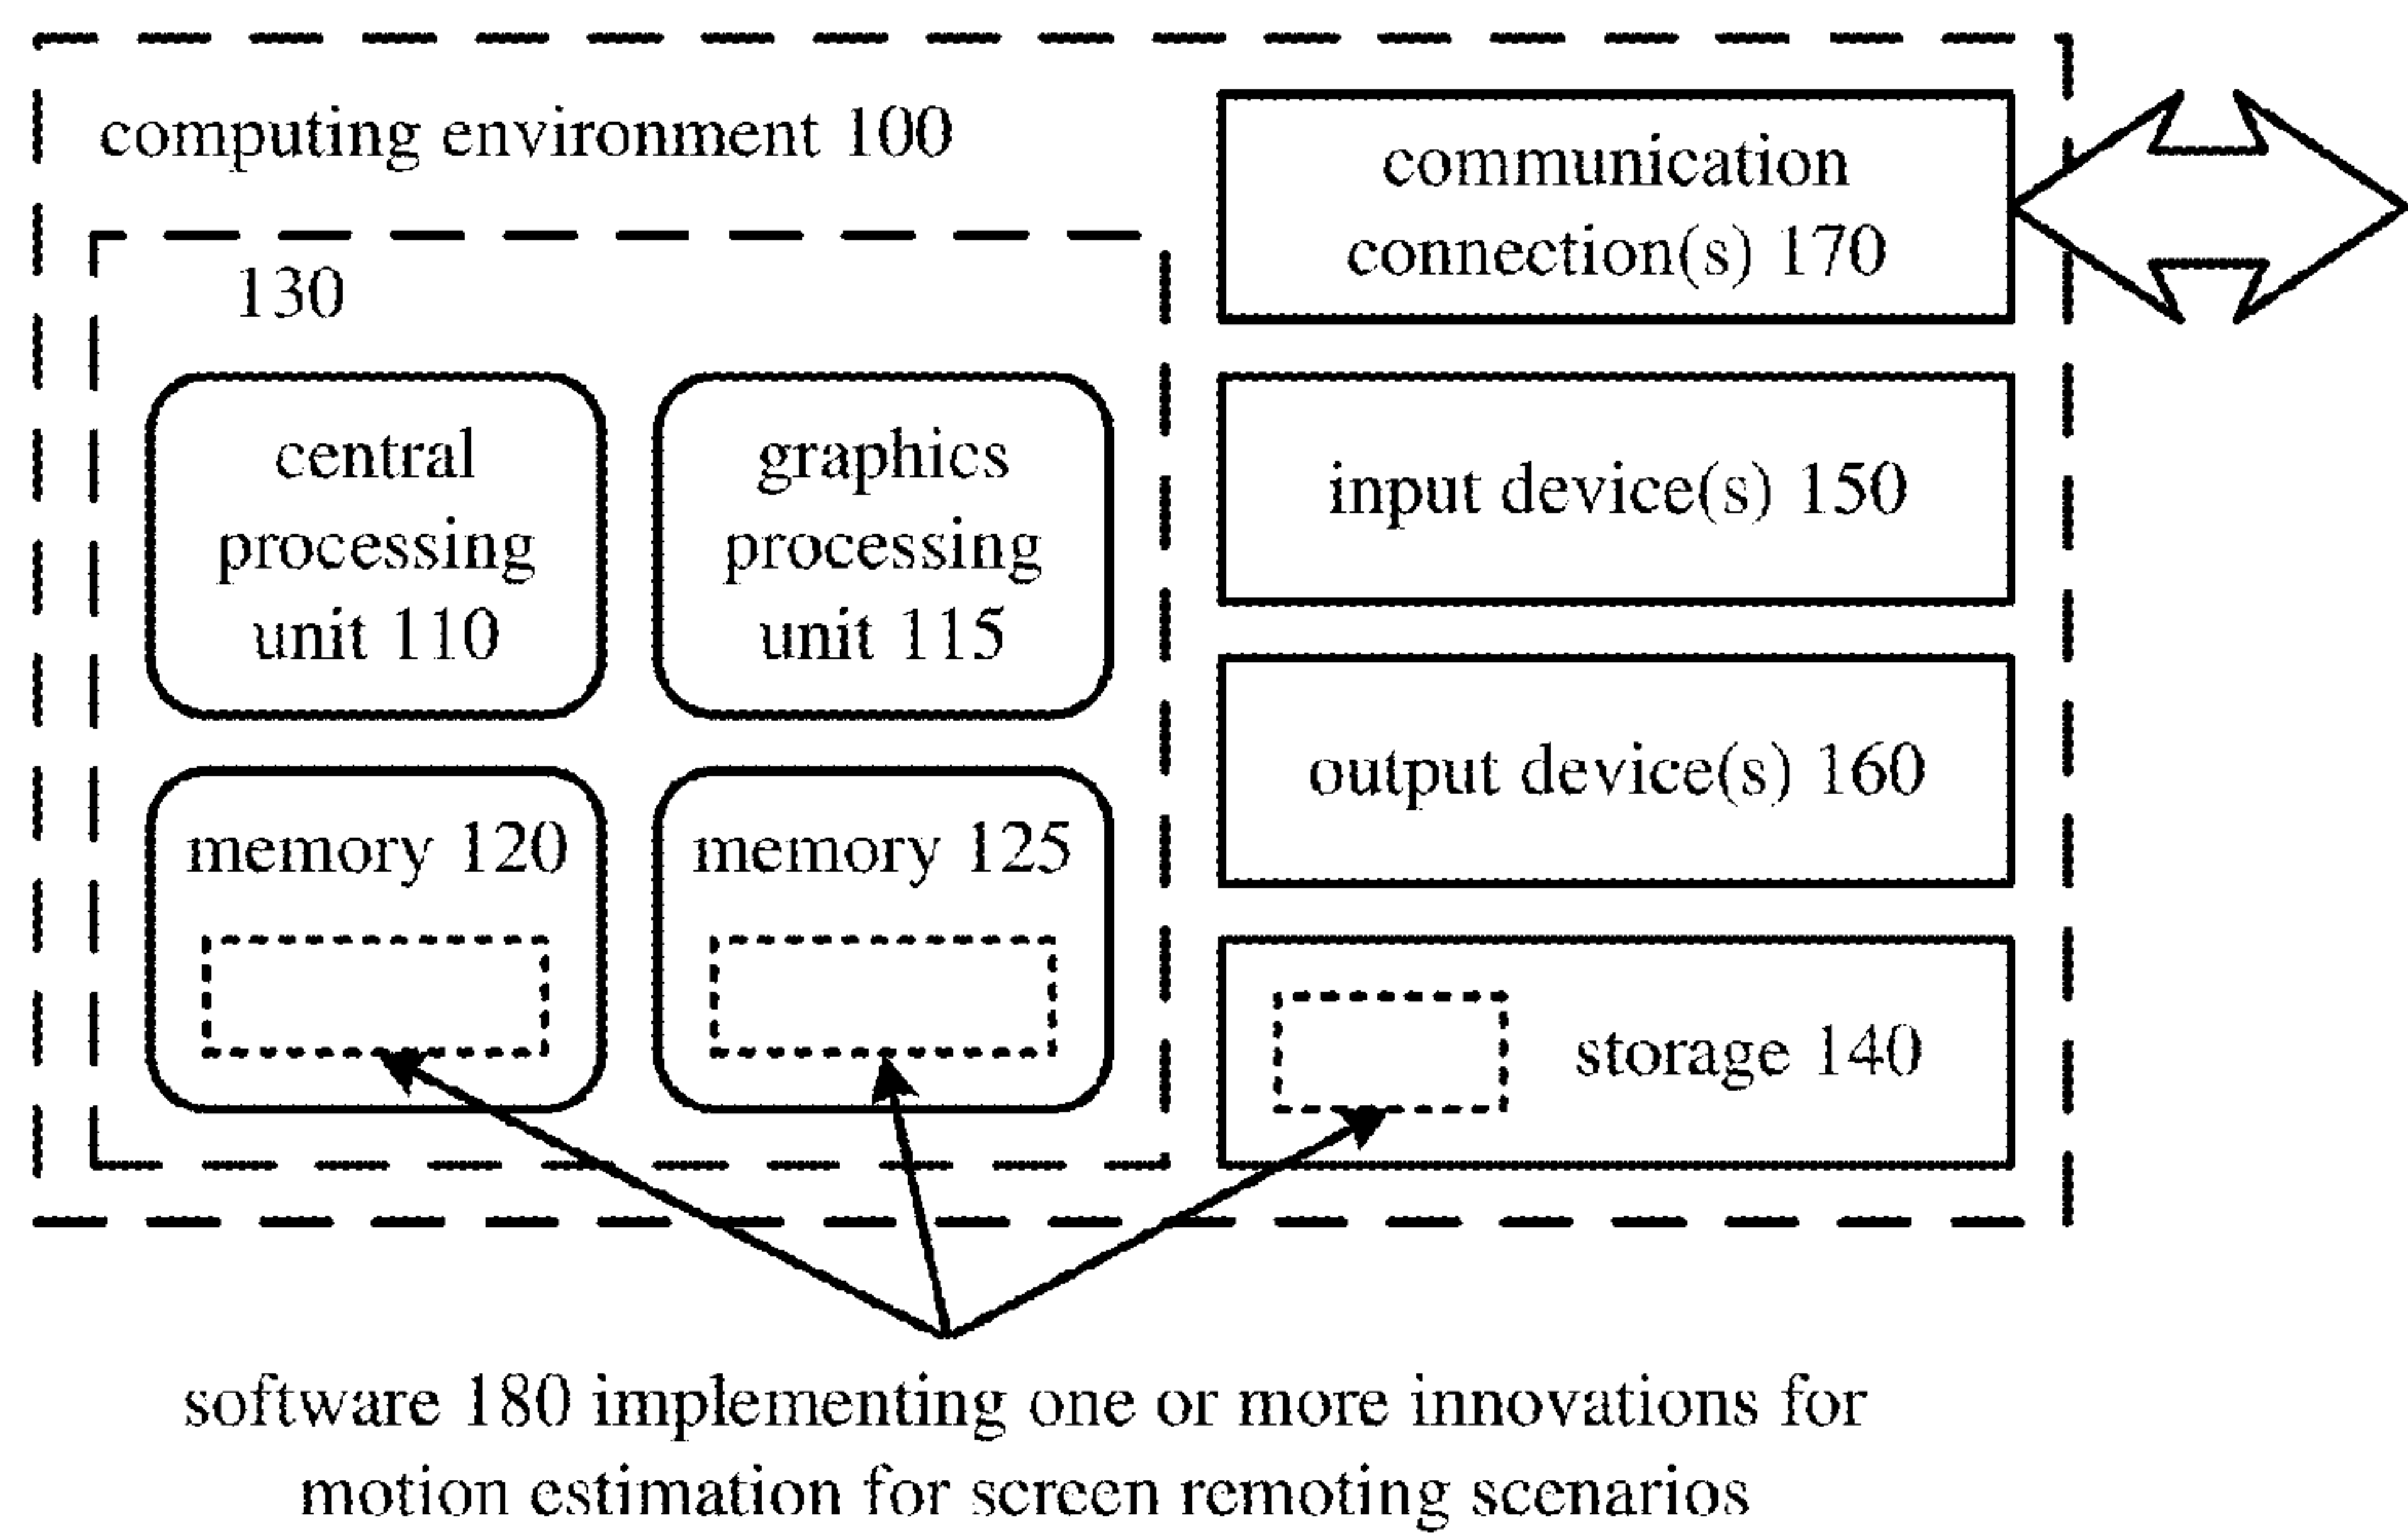 computing environment 100
130
central
processing
unit 110
graphics
processing
unit 115
memory 120
memory 125
communication
connection(s) 170
input device(s) 150
output device(s) 160
storage 140
software 180 implementing one or more innovations for
motion estimation for screen remoting scenarios